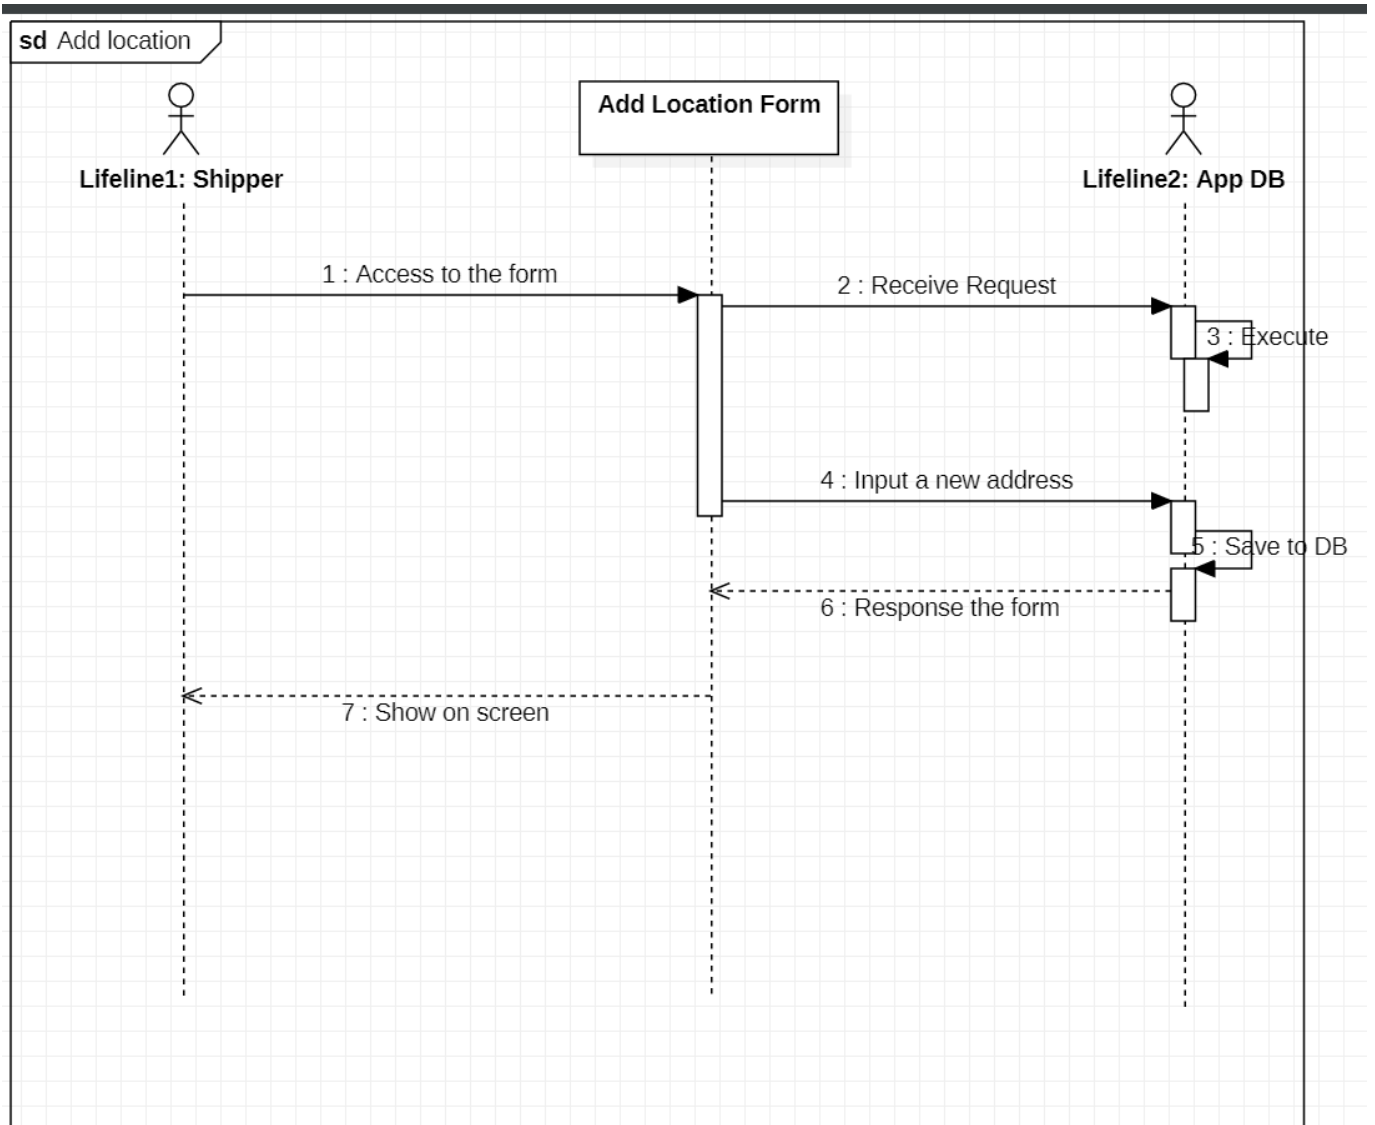 sd Add location
Add Location Form
Lifeline1: Shipper
Lifeline2: App DB
1 : Access to the form
2 : Receive Request
3 : Execute
4 : Input a new address
5 : Save to DB
6 : Response the form
7 : Show on screen